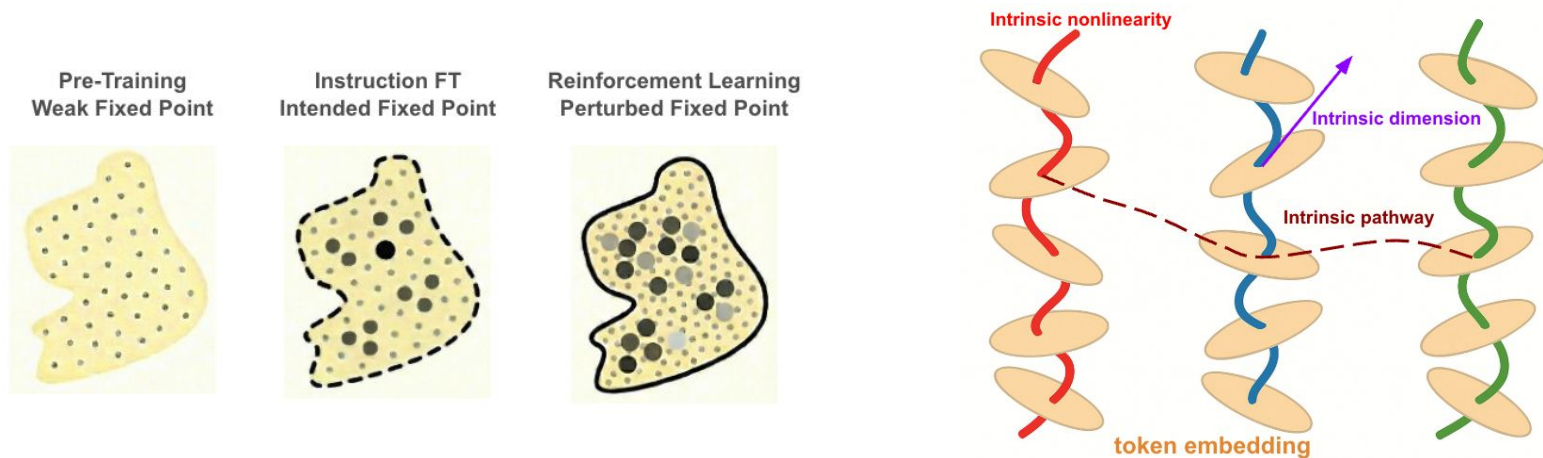 Pre-Training
Weak Fixed Point
Instruction FT
Intended Fixed Point
Reinforcement Learning
Perturbed Fixed Point
Intrinsic nonlinearity
Intrinsic dimension
Intrinsic pathway
token embedding